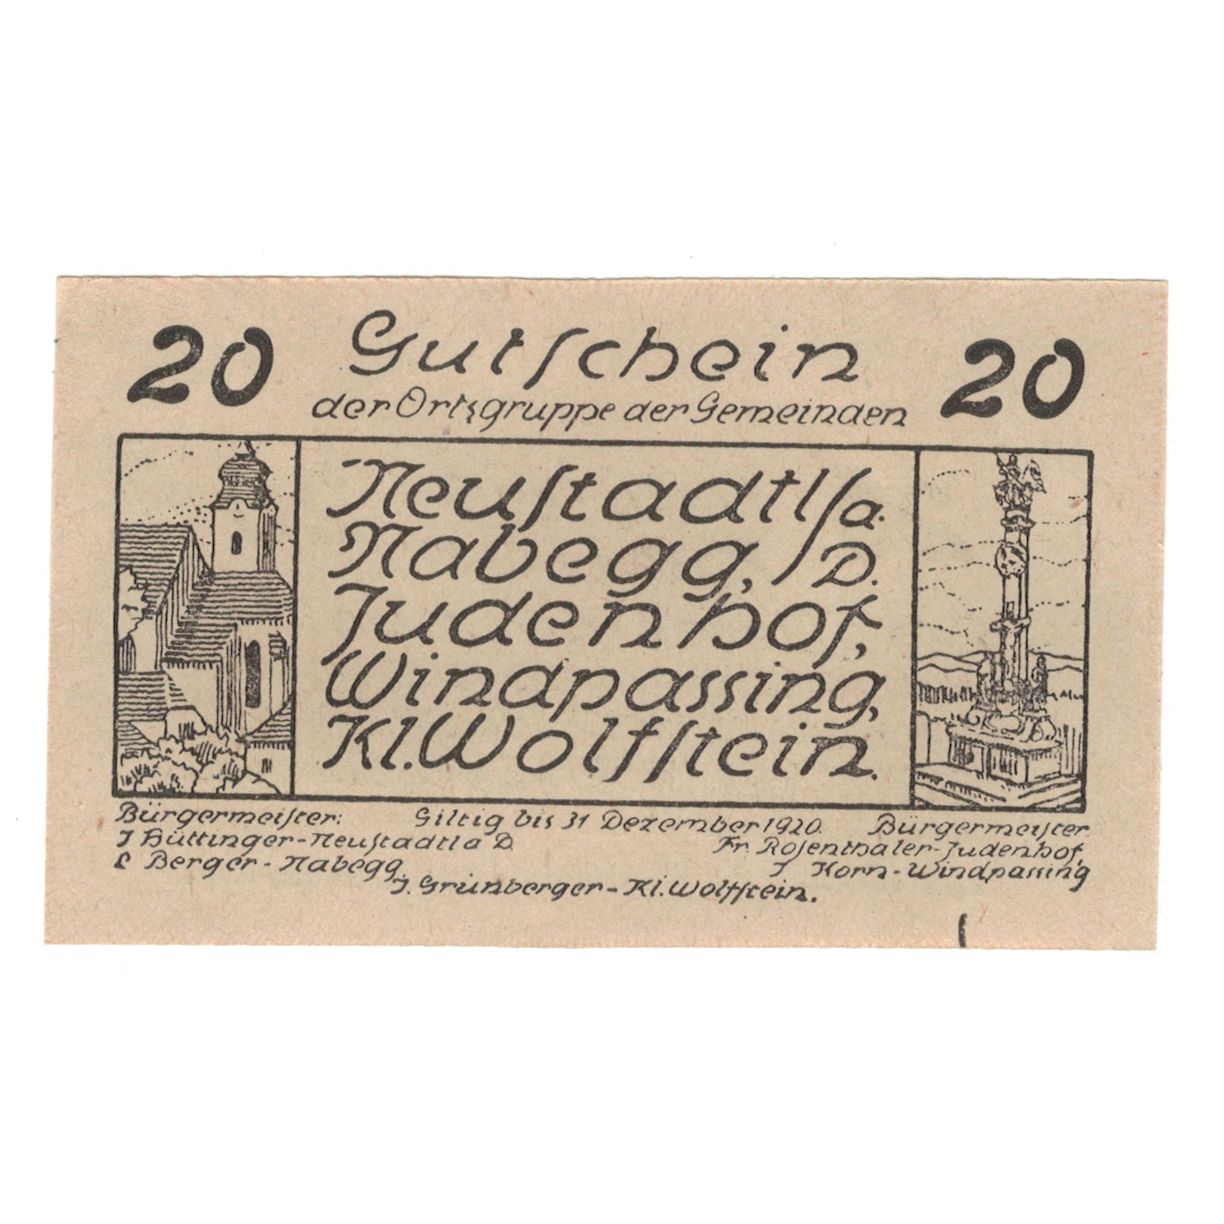 20 Gutſchein 20
der Ortsgruppe der Gemeinden
Neuſtadtl/a.
Nabegg, D.
Judenhof,
Windpassing,
Kl. Wolfſtein.
Bürgermeiſter: Giltig bis 31 Dezember 1920. Bürgermeiſter
J Hüttinger-Neuſtadtl a D. Fr. Roſenthaler-Judenhof,
L Berger - Nabegg. J Korn - Windpassing
J. Grünberger - Kl. Wolfſtein.